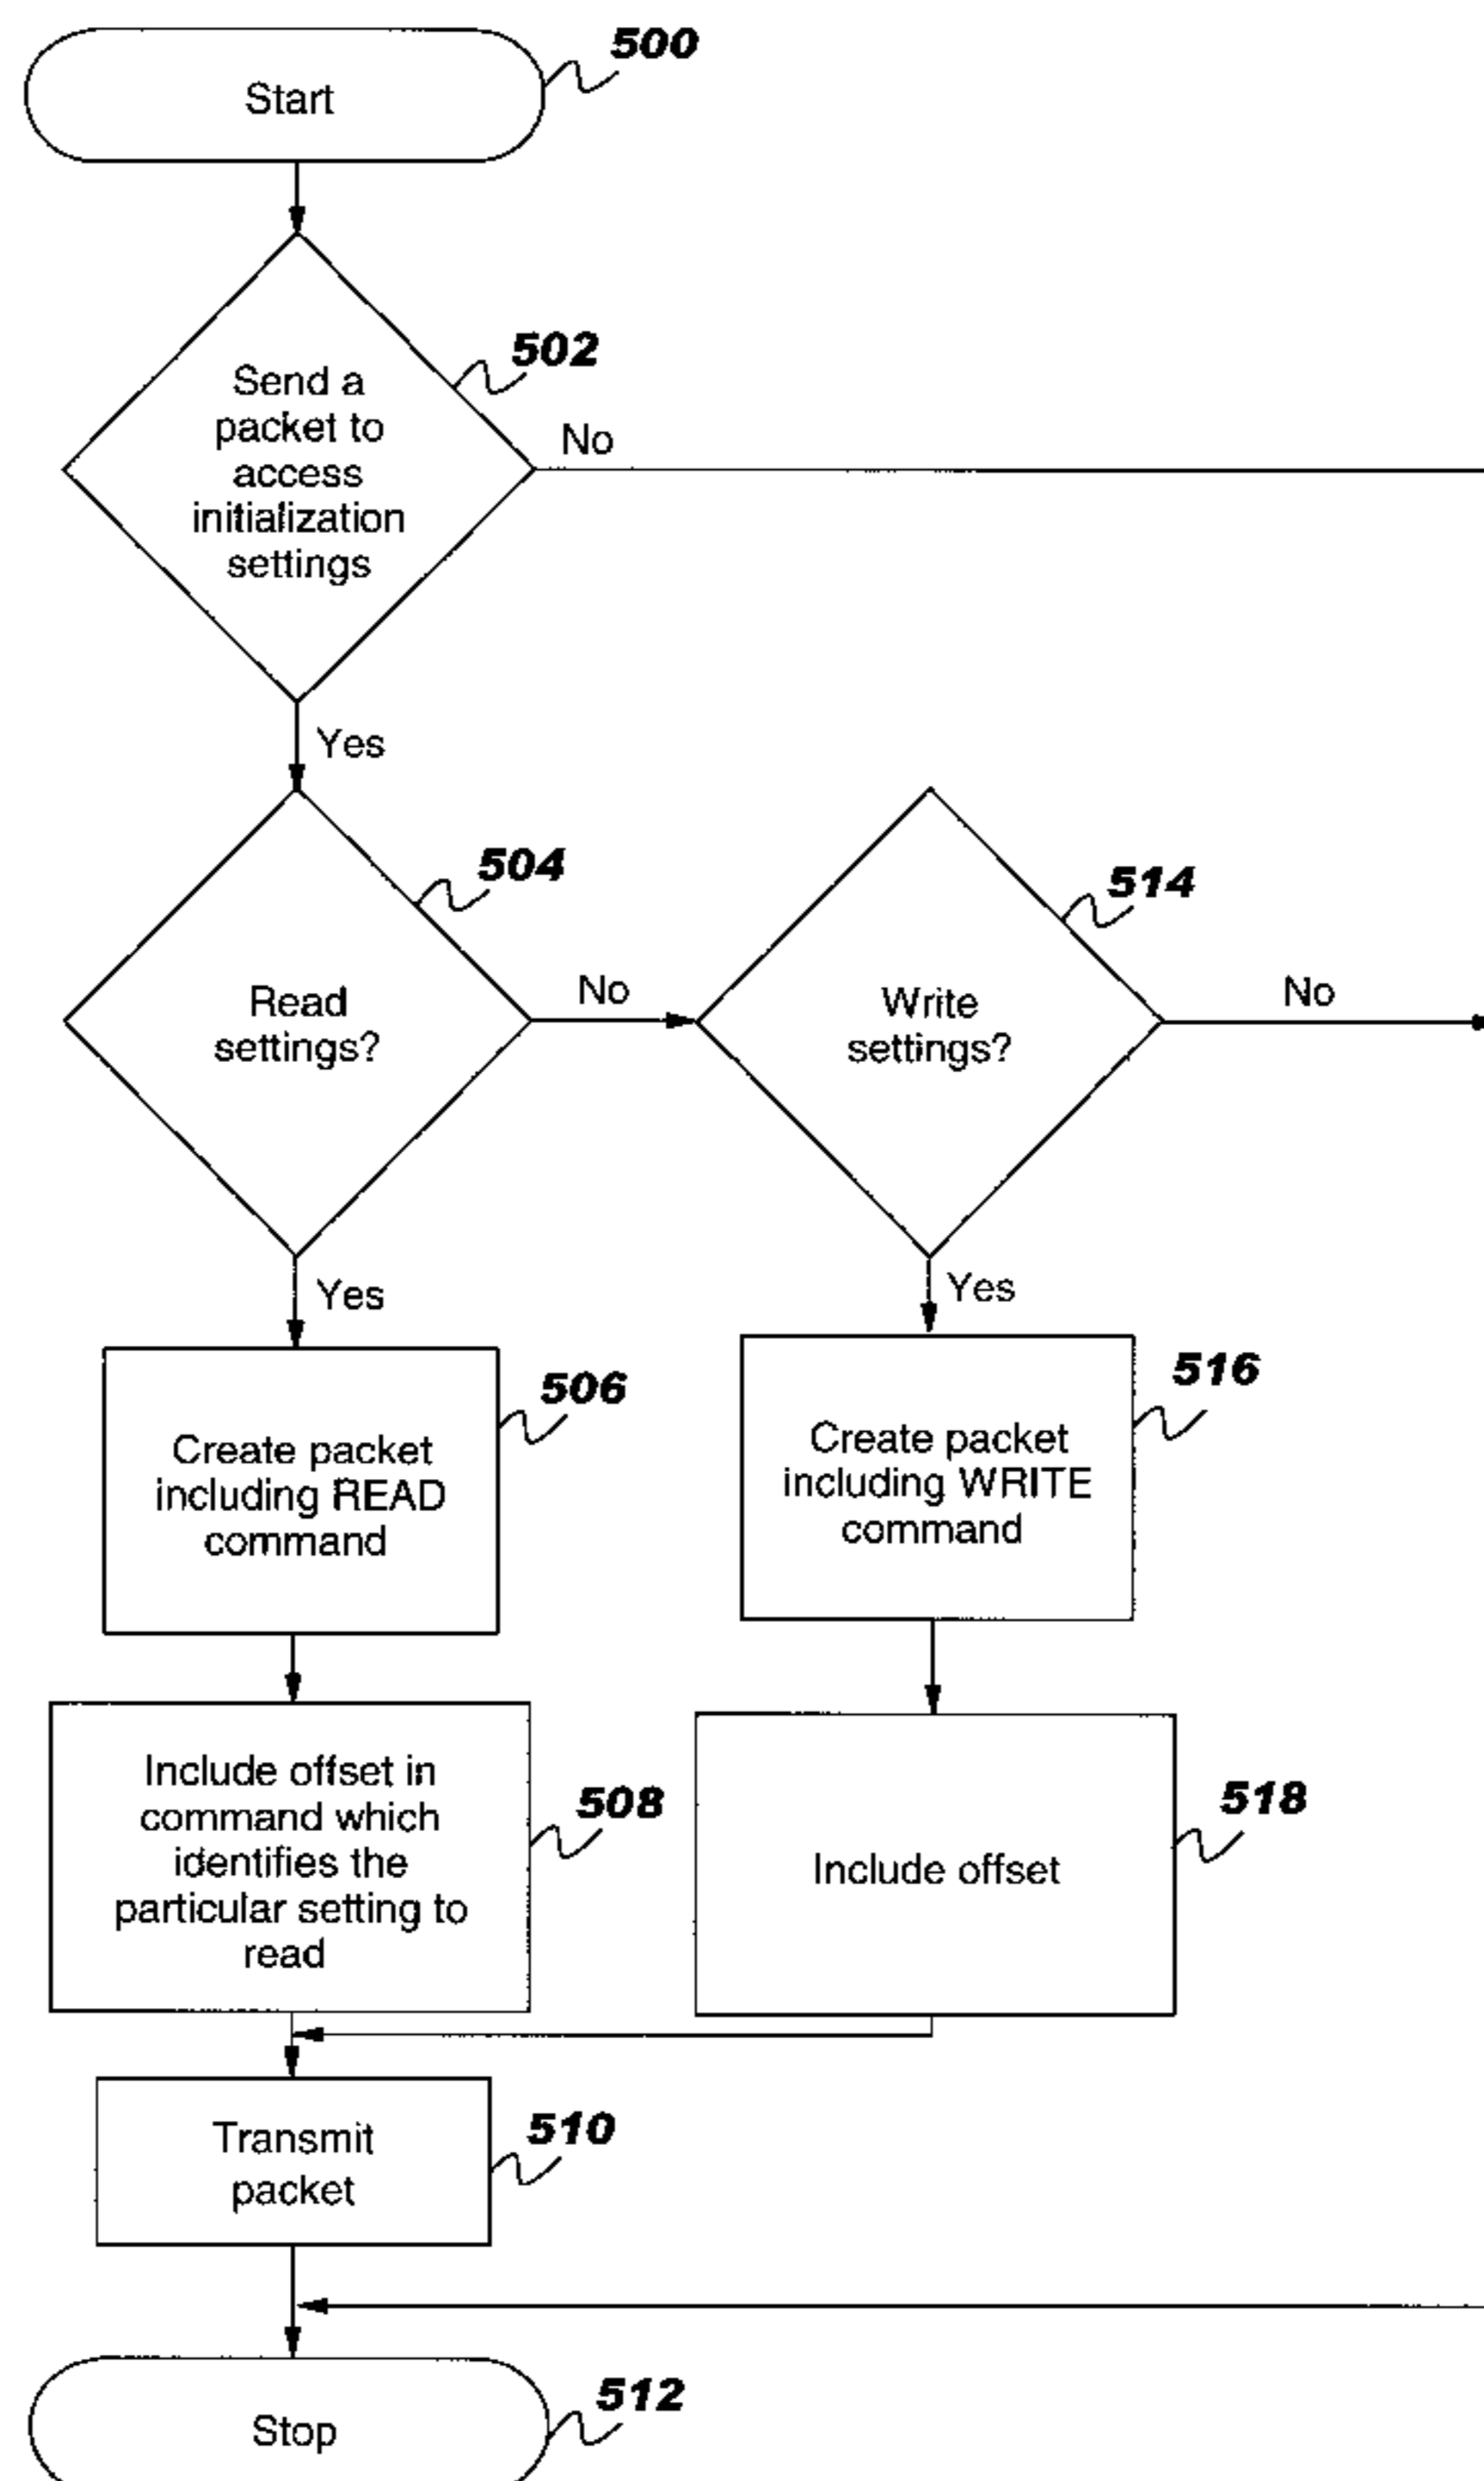 500
Start
502
Send a
packet to
access
initialization
settings
No
Yes
504
Read
settings?
No
514
Write
settings?
No
Yes
Yes
506
Create packet
including READ
command
516
Create packet
including WRITE
command
508
Include offset in
command which
identifies the
particular setting to
read
518
Include offset
510
Transmit
packet
512
Stop